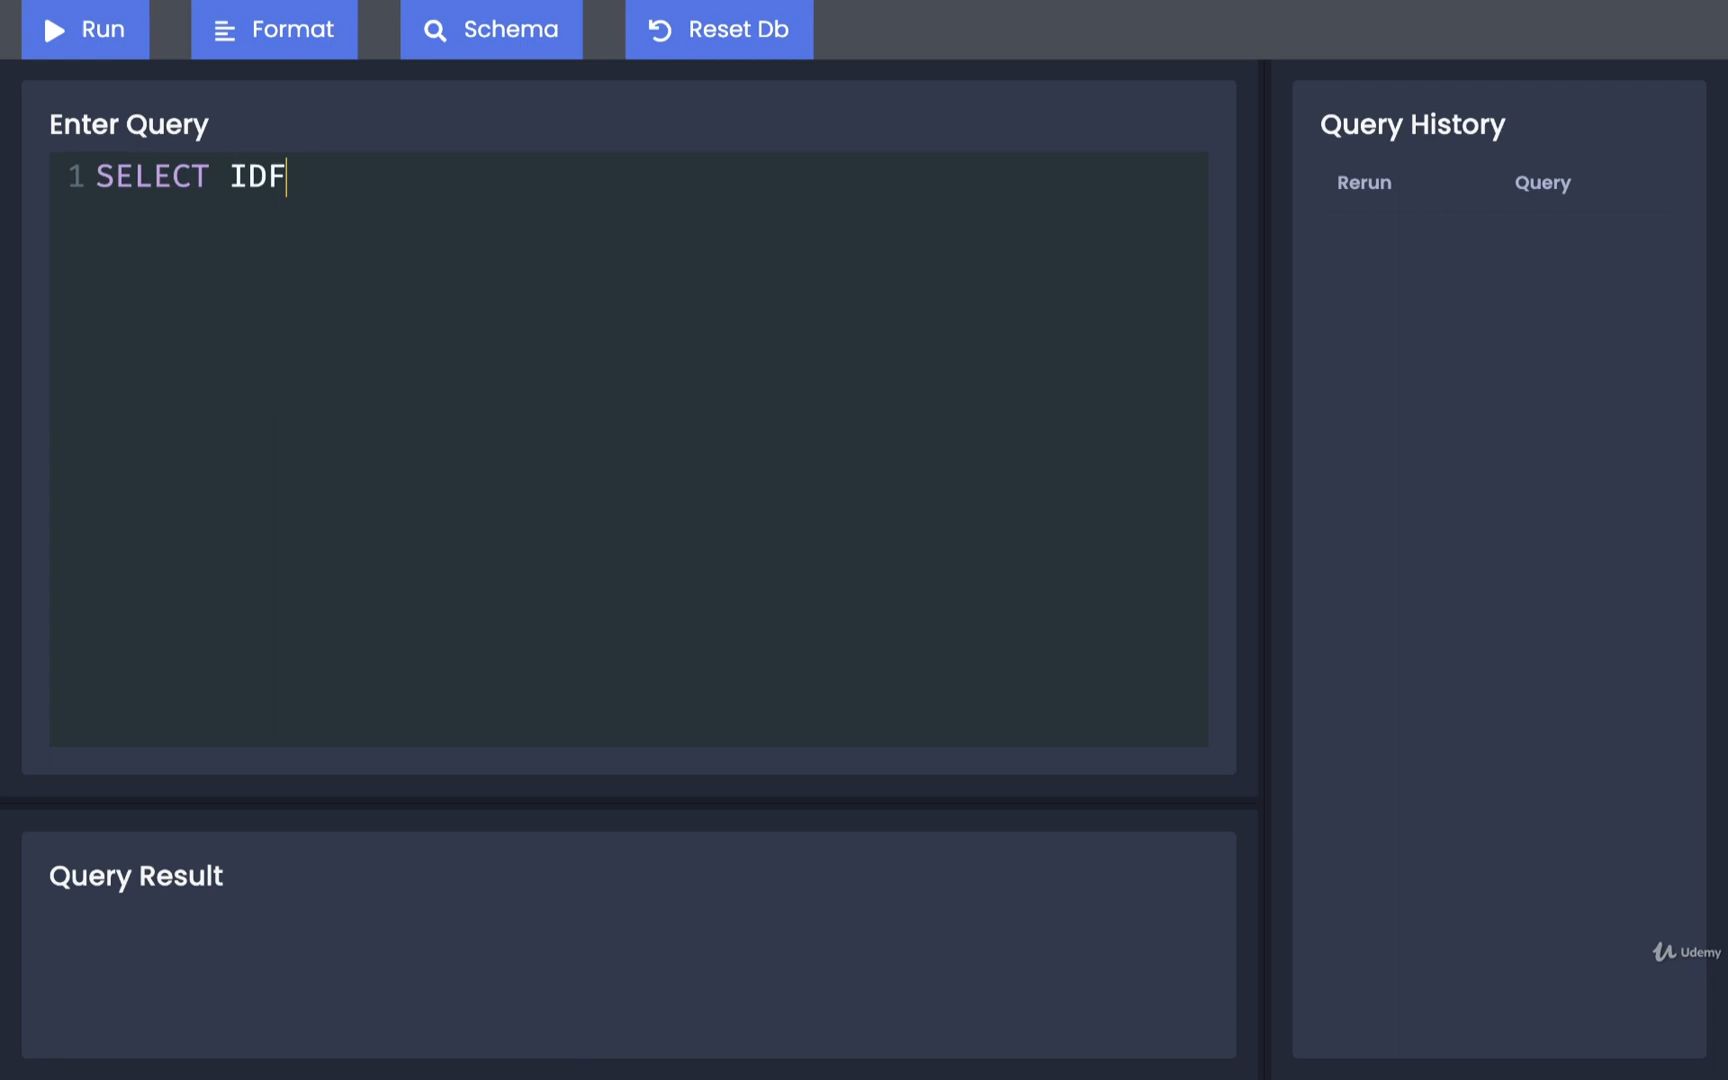 Run Format Schema Reset Db
Enter Query
1 SELECT IDF
Query Result
Query History
Rerun Query
Udemy